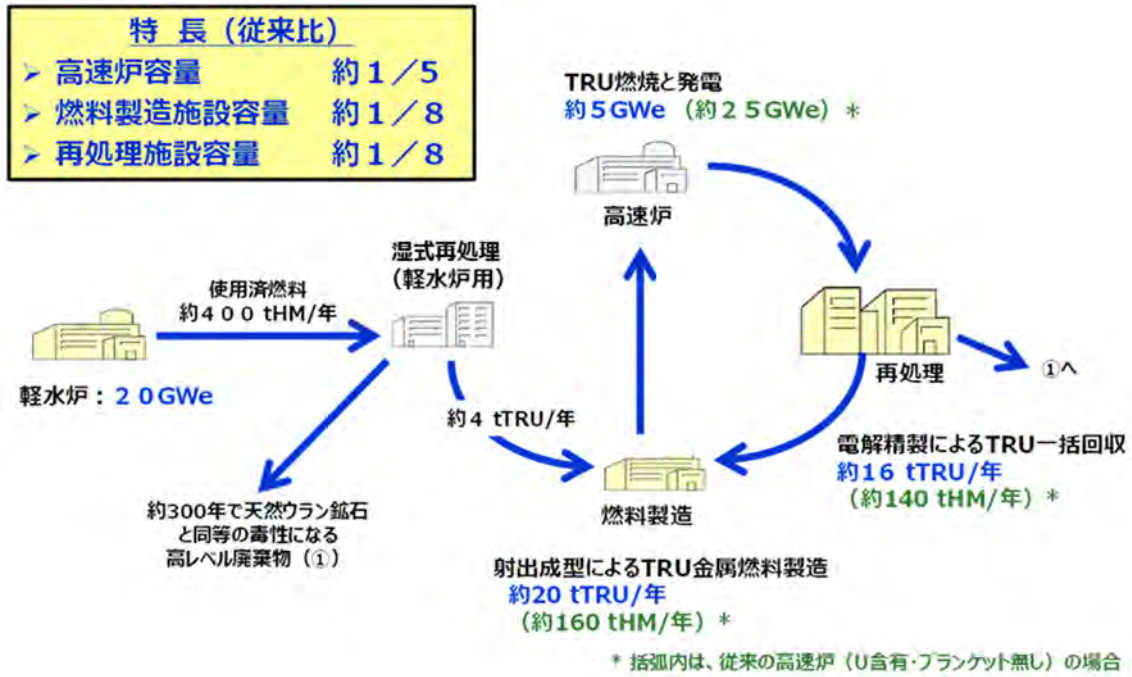 特 長（従来比）
➢ 高速炉容量 約１／５
➢ 燃料製造施設容量 約１／８
➢ 再処理施設容量 約１／８
TRU燃焼と発電
約５GWe （約２５GWe）＊
高速炉
湿式再処理
（軽水炉用）
使用済燃料
約４００ tHM/年
軽水炉：２０GWe
約４ tTRU/年
再処理
①へ
電解精製によるTRU一括回収
約16 tTRU/年
（約140 tHM/年）＊
約300年で天然ウラン鉱石
と同等の毒性になる
高レベル廃棄物（①）
燃料製造
射出成型によるTRU金属燃料製造
約20 tTRU/年
（約160 tHM/年）＊
＊ 括弧内は、従来の高速炉（U含有・ブランケット無し）の場合